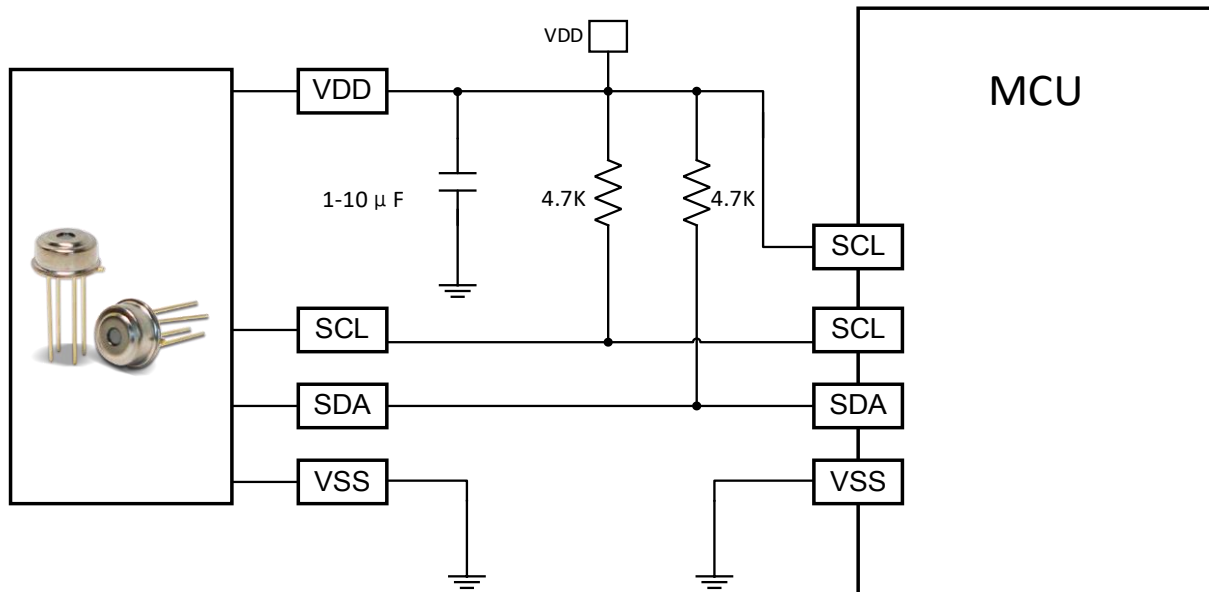 VDD
MCU
VDD
1-10 μ F
4.7K
4.7K
SCL
SCL
SCL
SDA
SDA
VSS
VSS